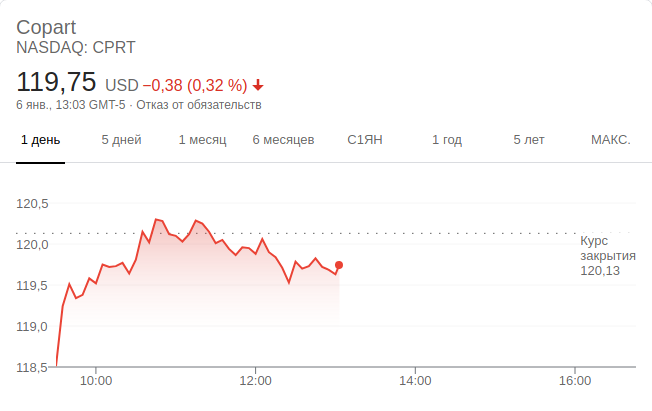 Copart
NASDAQ: CPRT
119,75 USD −0,38 (0,32 %)
6 янв., 13:03 GMT-5 · Отказ от обязательств
1 день 5 дней 1 месяц 6 месяцев С1ЯН 1 год 5 лет МАКС.
120,5
120,0
119,5
119,0
118,5
Курс
закрытия
120,13
10:00 12:00 14:00 16:00